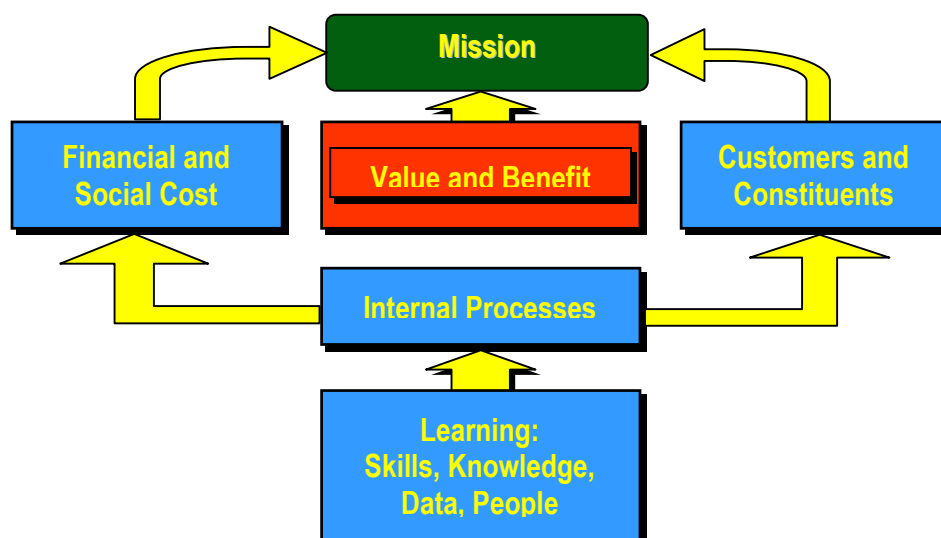 Mission
Financial and
Social Cost
Value and Benefit
Customers and
Constituents
Internal Processes
Learning:
Skills, Knowledge,
Data, People